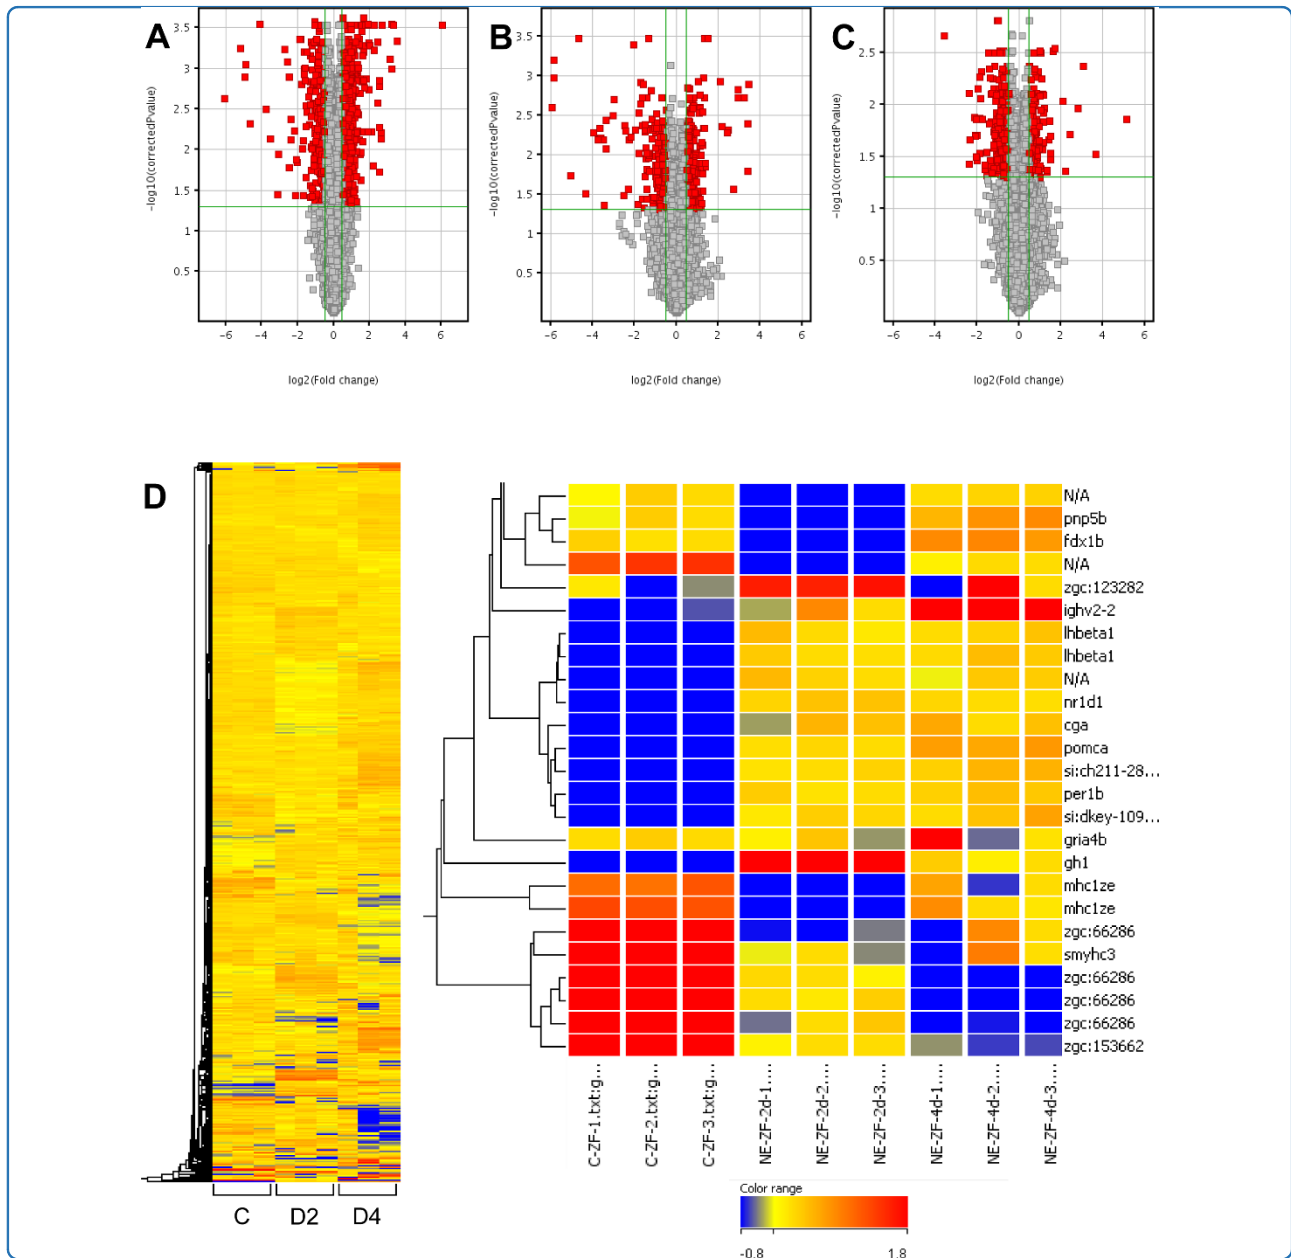 A
3.5
3
2.5
2
1.5
1
0.5
-log10(correctedPvalue)
-6 -4 -2 0 2 4 6
log2(Fold change)
B
3.5
3
2.5
2
1.5
1
0.5
-log10(correctedPvalue)
-6 -4 -2 0 2 4 6
log2(Fold change)
C
2.5
2
1.5
1
0.5
-log10(correctedPvalue)
-6 -4 -2 0 2 4 6
log2(Fold change)
D
C D2 D4
N/A
pnp5b
fdx1b
N/A
zgc:123282
ighv2-2
lhbeta1
lhbeta1
N/A
nr1d1
cga
pomca
si:ch211-28...
per1b
si:dkey-109...
gria4b
gh1
mhc1ze
mhc1ze
zgc:66286
smyhc3
zgc:66286
zgc:66286
zgc:66286
zgc:153662
C-ZF-1.txt:g...
C-ZF-2.txt:g...
C-ZF-3.txt:g...
NE-ZF-2d-1....
NE-ZF-2d-2....
NE-ZF-2d-3....
NE-ZF-4d-1....
NE-ZF-4d-2....
NE-ZF-4d-3....
Color range
-0.8 1.8